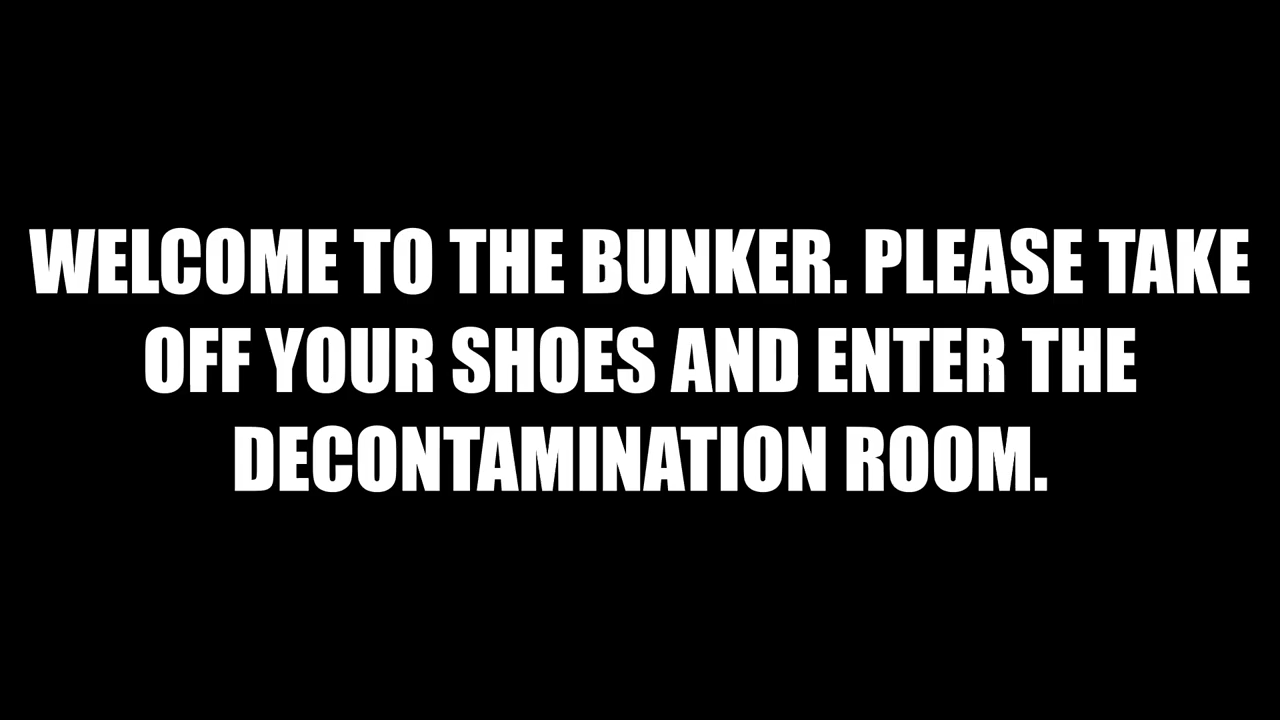 WELCOME TO THE BUNKER. PLEASE TAKE
OFF YOUR SHOES AND ENTER THE
DECONTAMINATION ROOM.